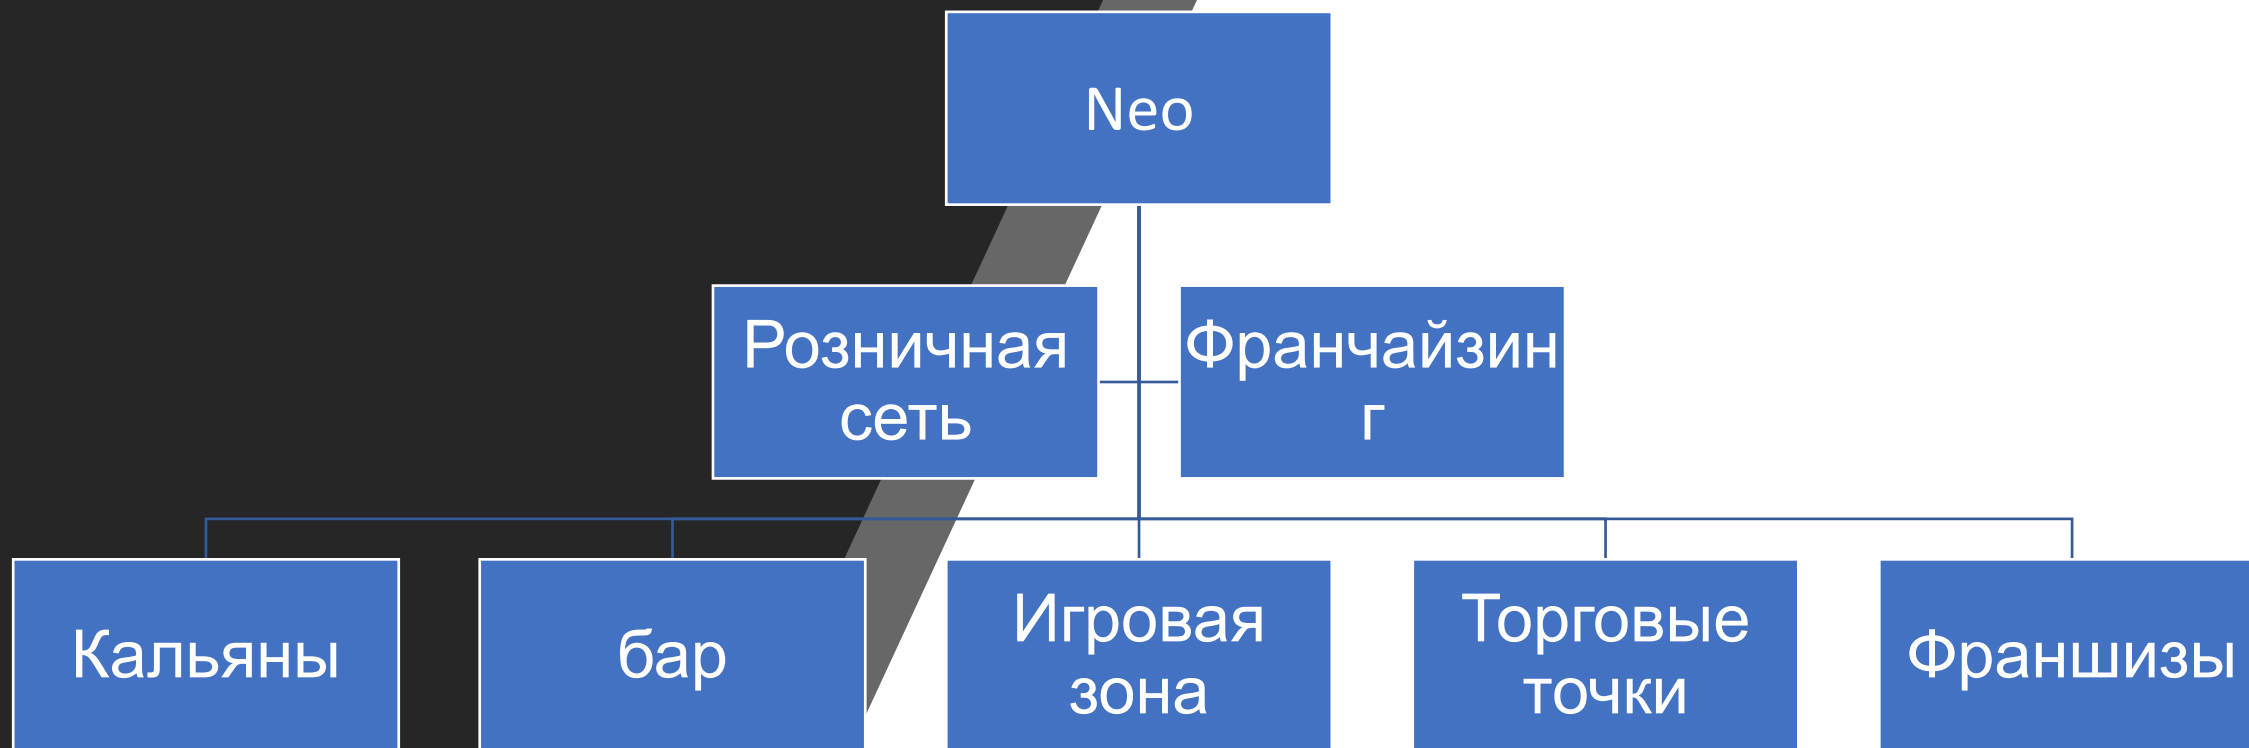 Neo
Розничная
сеть
Франчайзин
г
Кальяны
бар
Игровая
зона
Торговые
точки
Франшизы